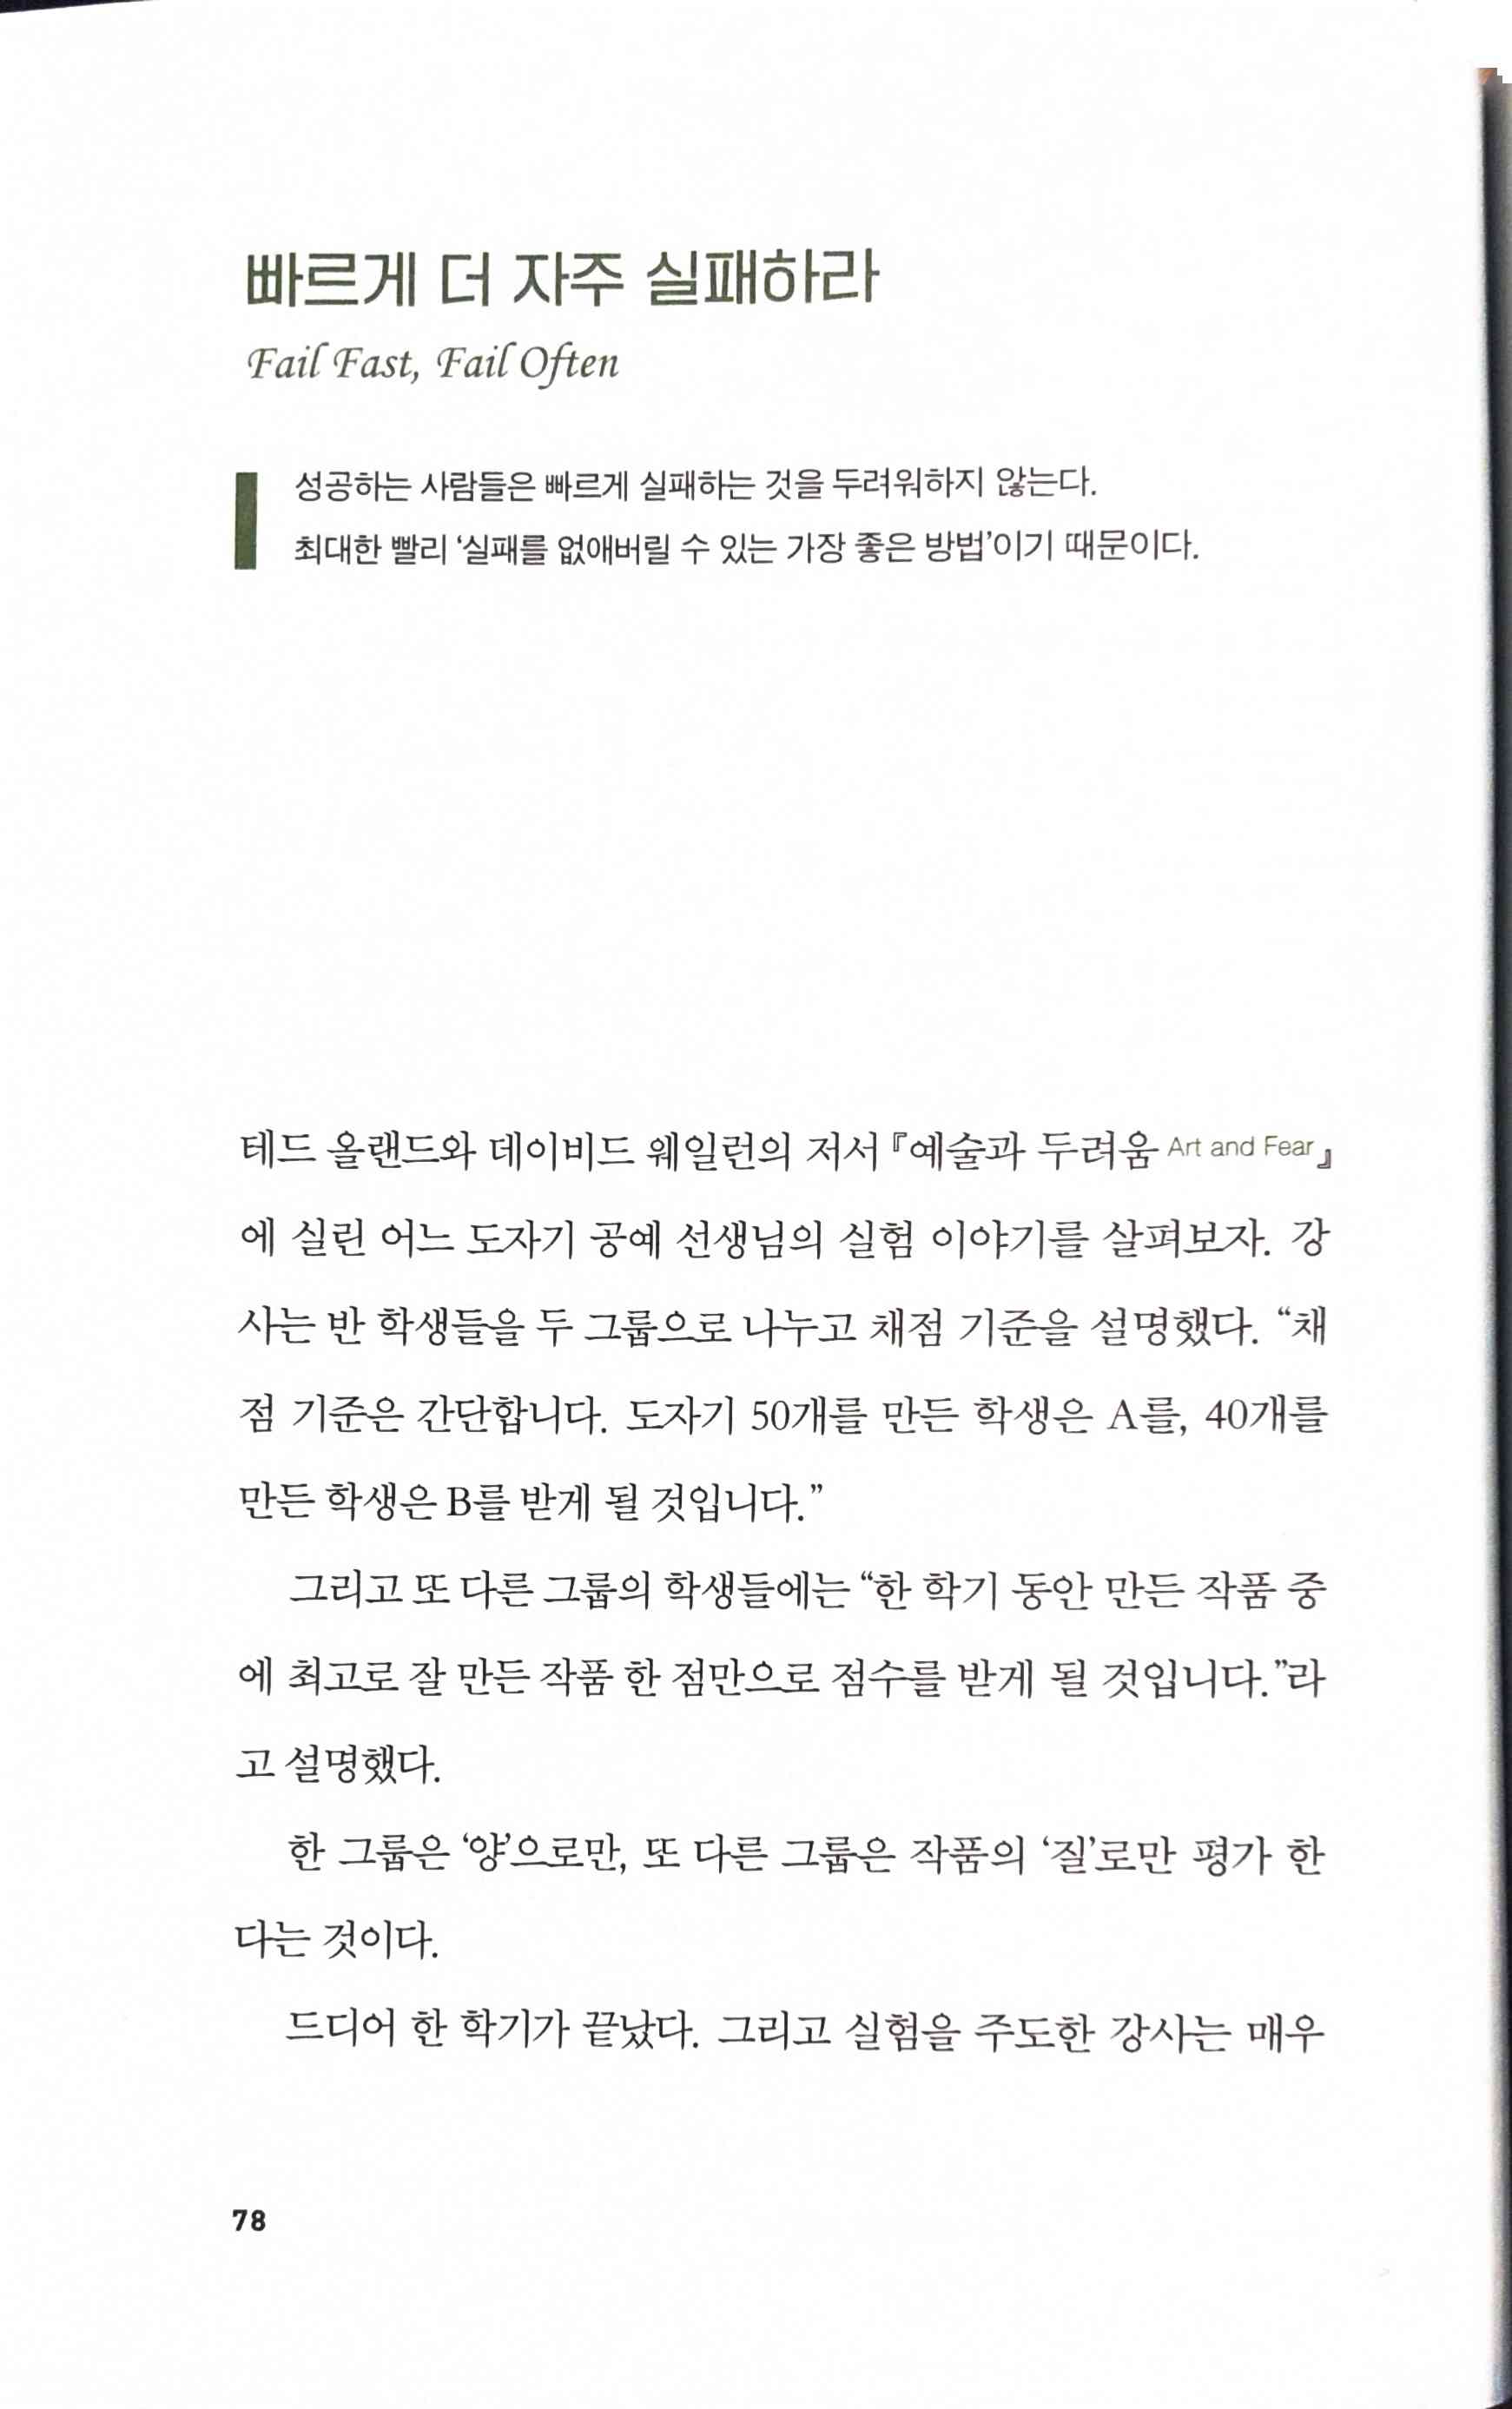 빠르게 더 자주 실패하라
Fail Fast, Fail Often
성공하는 사람들은 빠르게 실패하는 것을 두려워하지 않는다.
최대한 빨리 ‘실패를 없애버릴 수 있는 가장 좋은 방법’이기 때문이다.
테드 올랜드와 데이비드 웨일런의 저서 『예술과 두려움 Art and Fear』
에 실린 어느 도자기 공예 선생님의 실험 이야기를 살펴보자. 강
사는 반 학생들을 두 그룹으로 나누고 채점 기준을 설명했다. “채
점 기준은 간단합니다. 도자기 50개를 만든 학생은 A를, 40개를
만든 학생은 B를 받게 될 것입니다.”
그리고 또 다른 그룹의 학생들에는 “한 학기 동안 만든 작품 중
에 최고로 잘 만든 작품 한 점만으로 점수를 받게 될 것입니다.”라
고 설명했다.
한 그룹은 ‘양’으로만, 또 다른 그룹은 작품의 ‘질’로만 평가 한
다는 것이다.
드디어 한 학기가 끝났다. 그리고 실험을 주도한 강사는 매우
78